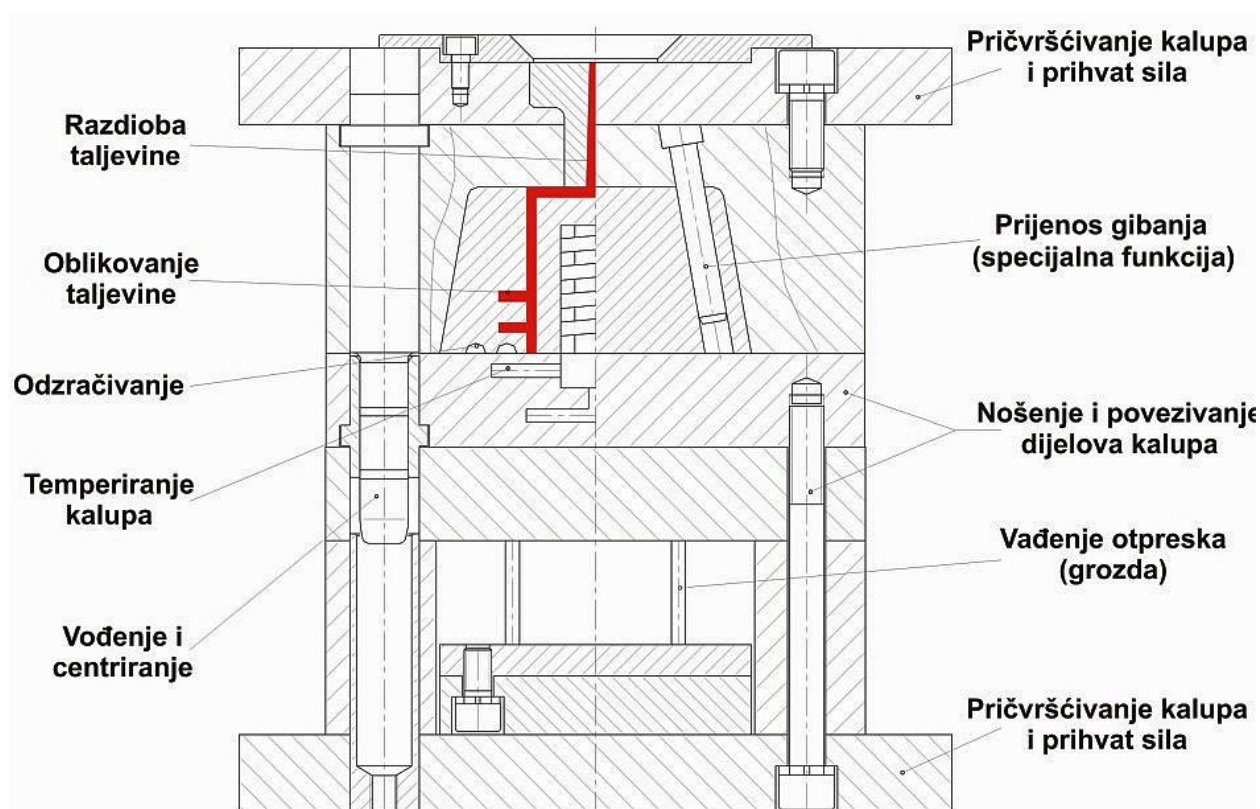 Razdioba
taljevine
Oblikovanje
taljevine
Odzračivanje
Temperiranje
kalupa
Vođenje i
centriranje
Pričvršćivanje kalupa
i prihvat sila
Prijenos gibanja
(specijalna funkcija)
Nošenje i povezivanje
dijelova kalupa
Vađenje otpreska
(grozda)
Pričvršćivanje kalupa
i prihvat sila